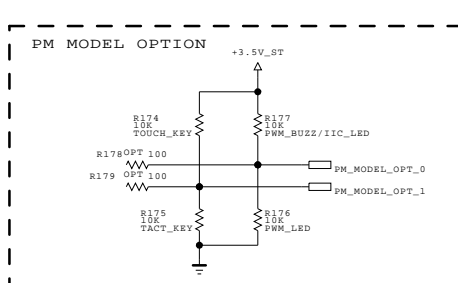 PM MODEL OPTION
+3.5V_ST
R174
10K
TOUCH_KEY
R177
10K
PWM_BUZZ/IIC_LED
R178 OPT 100
PM_MODEL_OPT_0
R179 OPT 100
PM_MODEL_OPT_1
R175
10K
TACT_KEY
R176
10K
PWM_LED